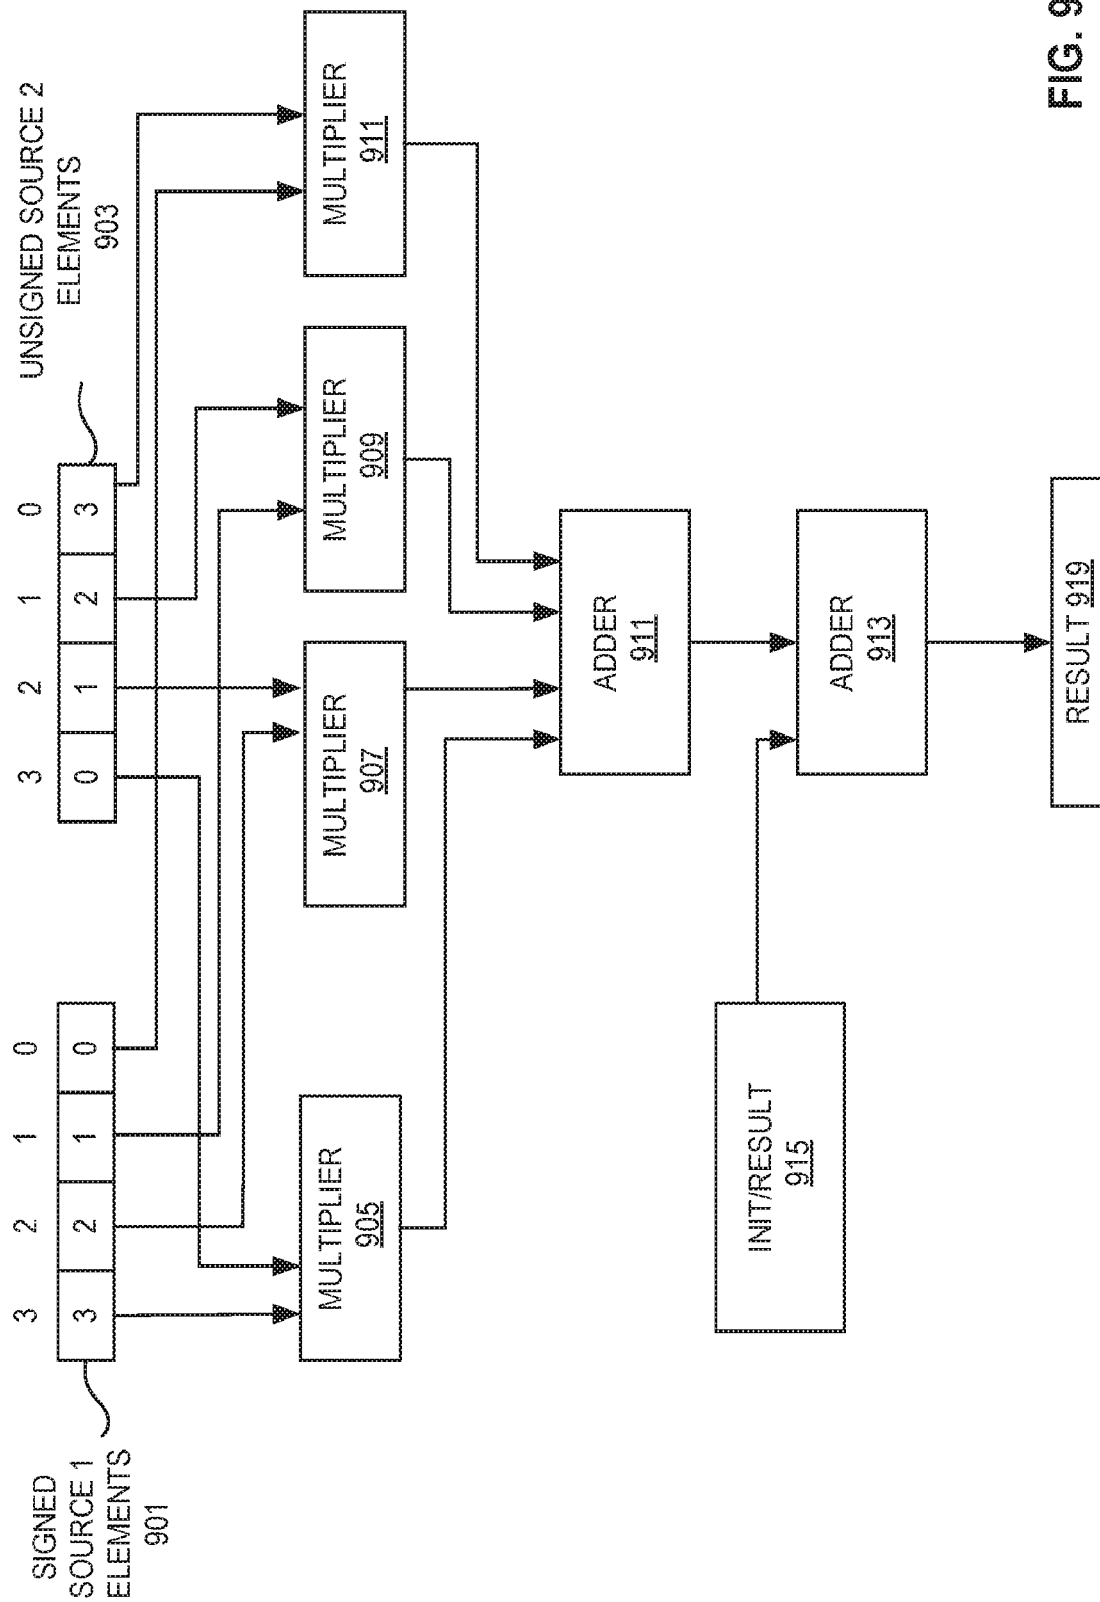 3 2 1 0
3 2 1 0
SIGNED
SOURCE 1
ELEMENTS
901
3 2 1 0
0 1 2 3
UNSIGNED SOURCE 2
ELEMENTS
903
MULTIPLIER
905
MULTIPLIER
907
MULTIPLIER
909
MULTIPLIER
911
ADDER
911
INIT/RESULT
915
ADDER
913
RESULT 919
FIG. 9